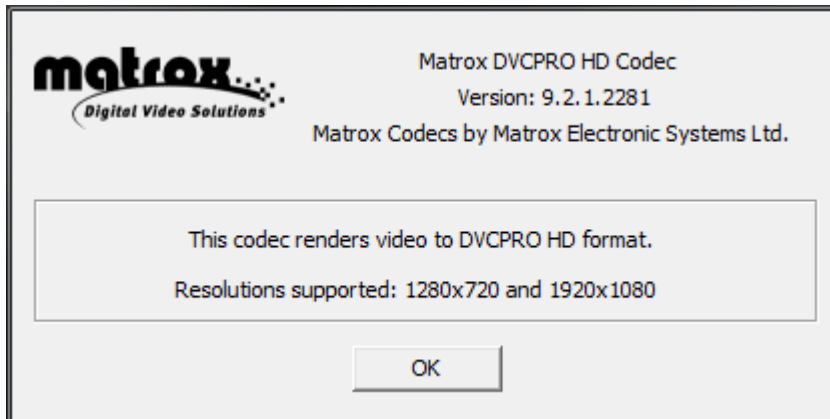 matrox
Digital Video Solutions
Matrox DVCPRO HD Codec
Version: 9.2.1.2281
Matrox Codecs by Matrox Electronic Systems Ltd.
This codec renders video to DVCPRO HD format.
Resolutions supported: 1280x720 and 1920x1080
OK